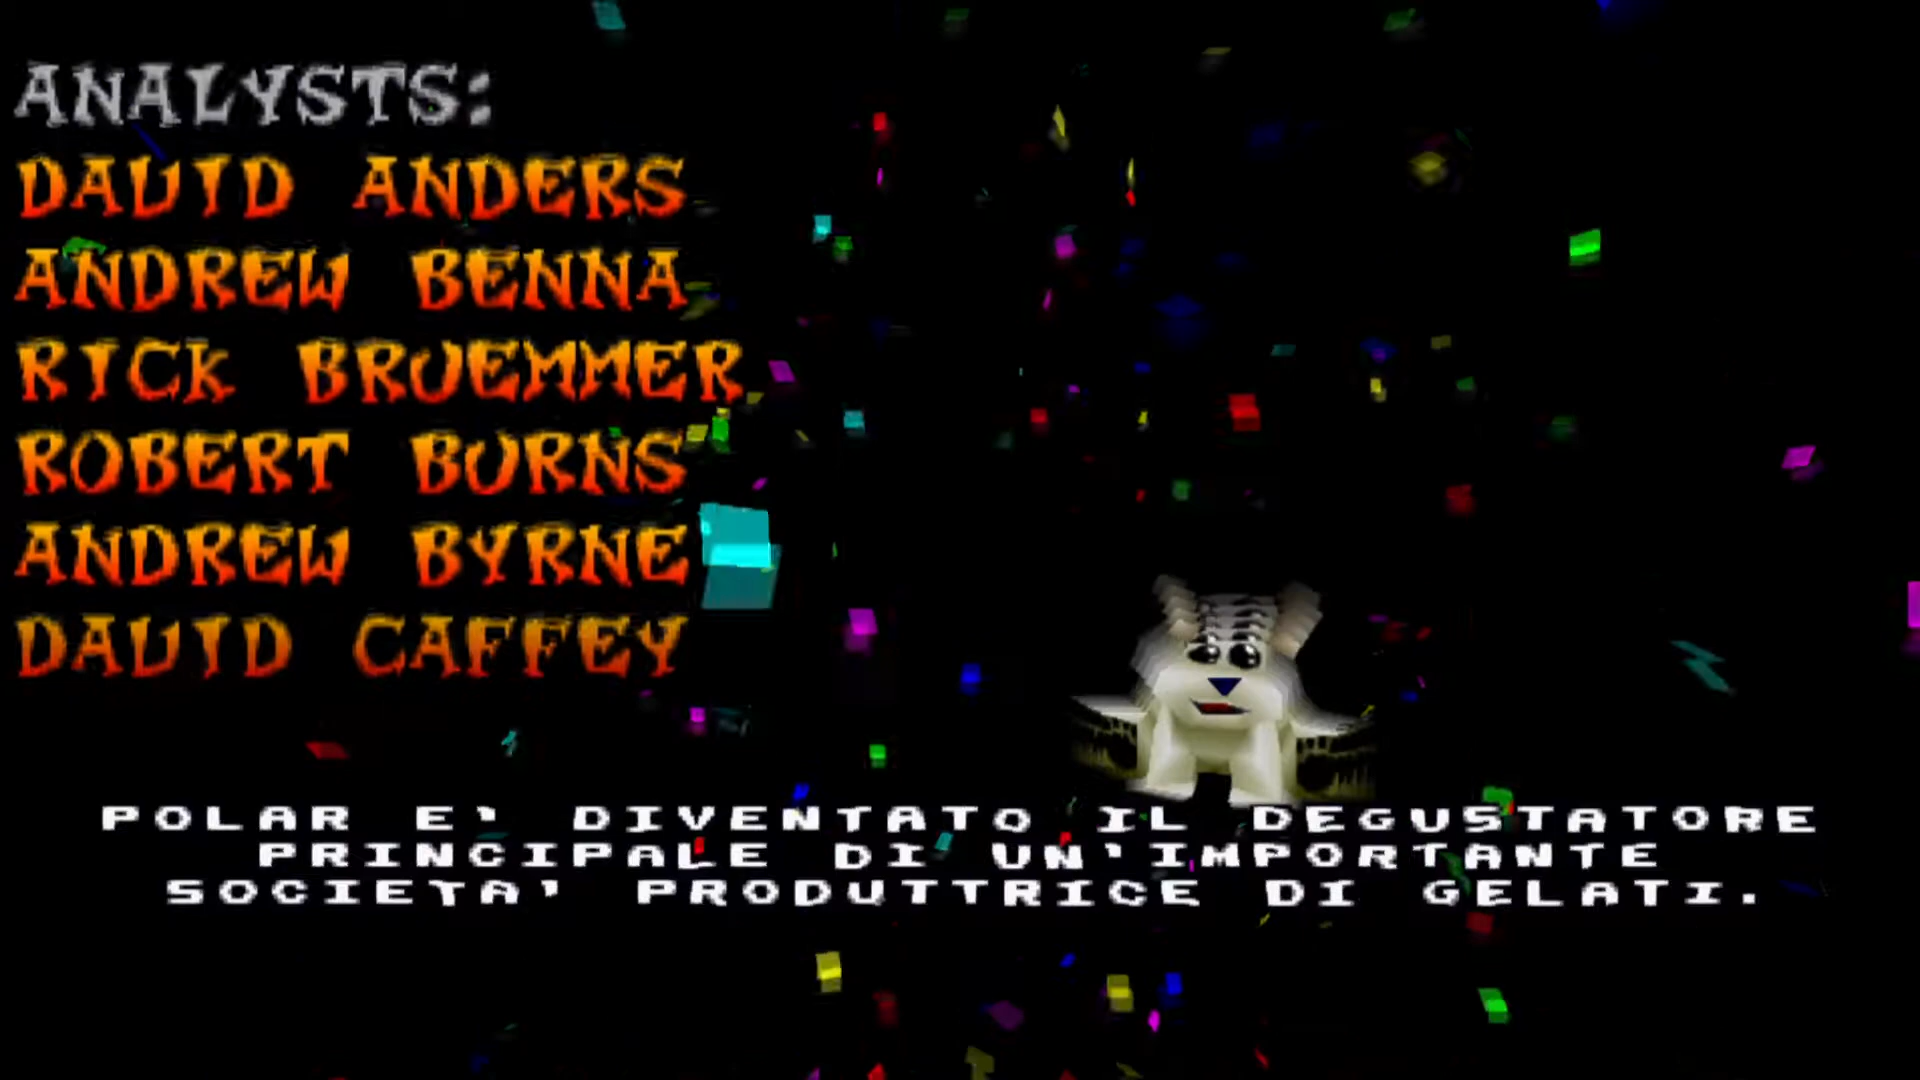 ANALYSTS:
DAVID ANDERS
ANDREW BENNA
RICK BRUEMMER
ROBERT BURNS
ANDREW BYRNE
DAVID CAFFEY
POLAR E' DIVENTATO IL DEGUSTATORE
PRINCIPALE DI UN'IMPORTANTE
SOCIETA' PRODUTTRICE DI GELATI.